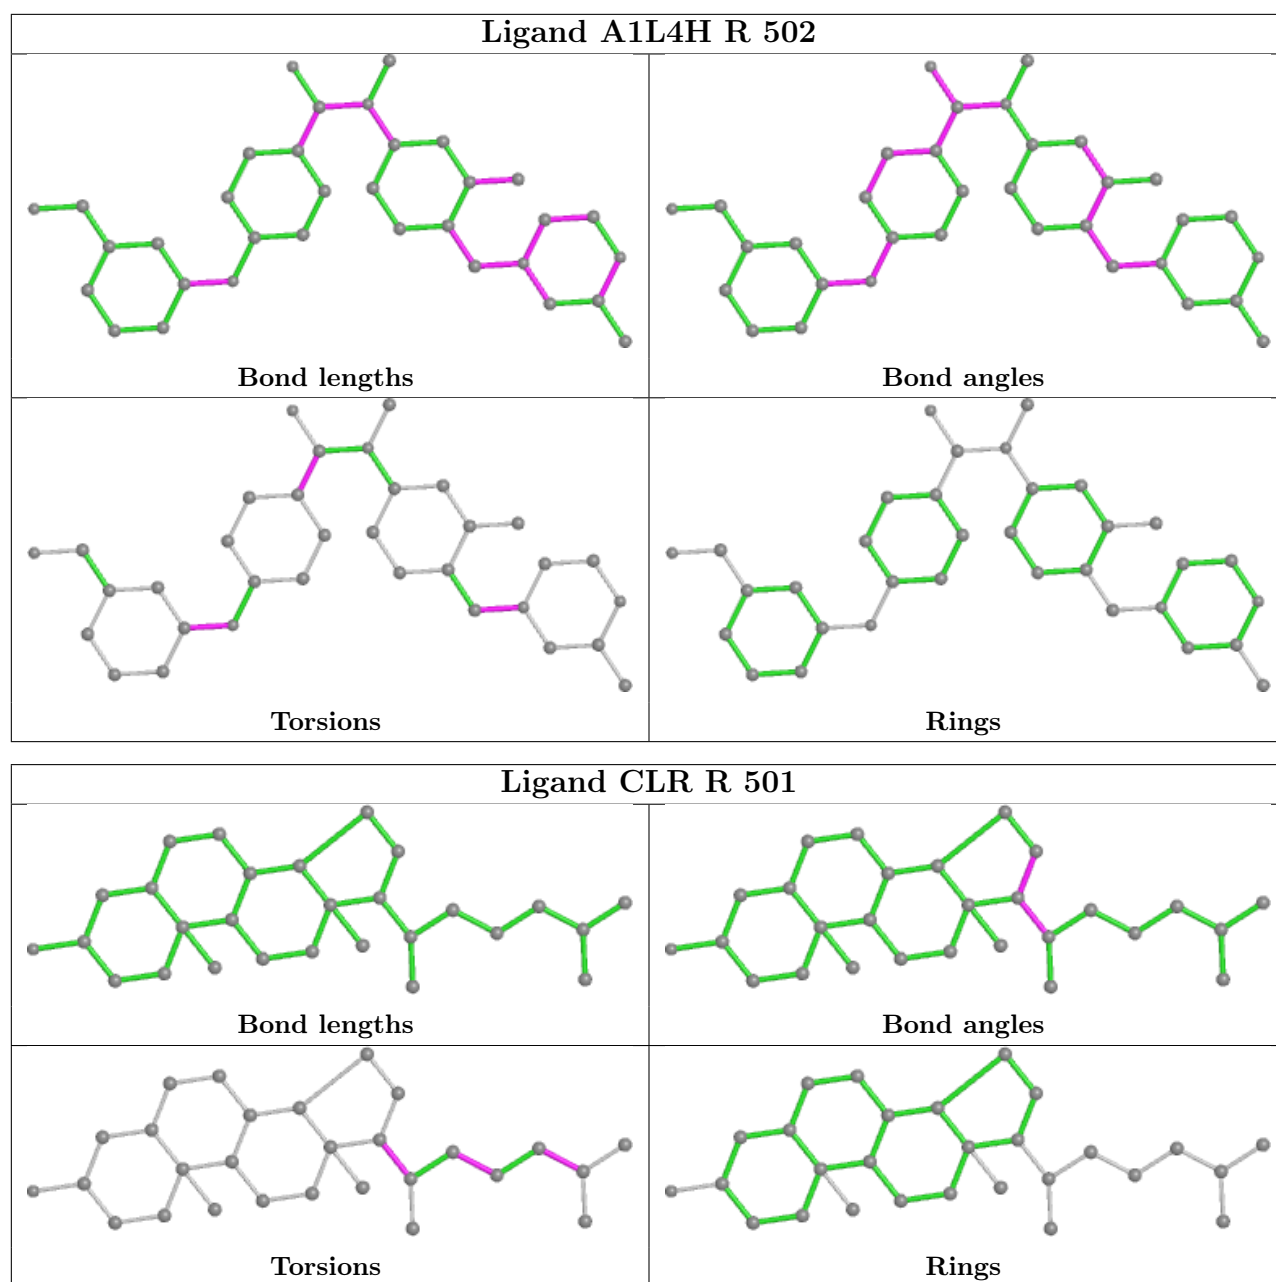 Ligand A1L4H R 502
Bond lengths
Bond angles
Torsions
Rings
Ligand CLR R 501
Bond lengths
Bond angles
Torsions
Rings